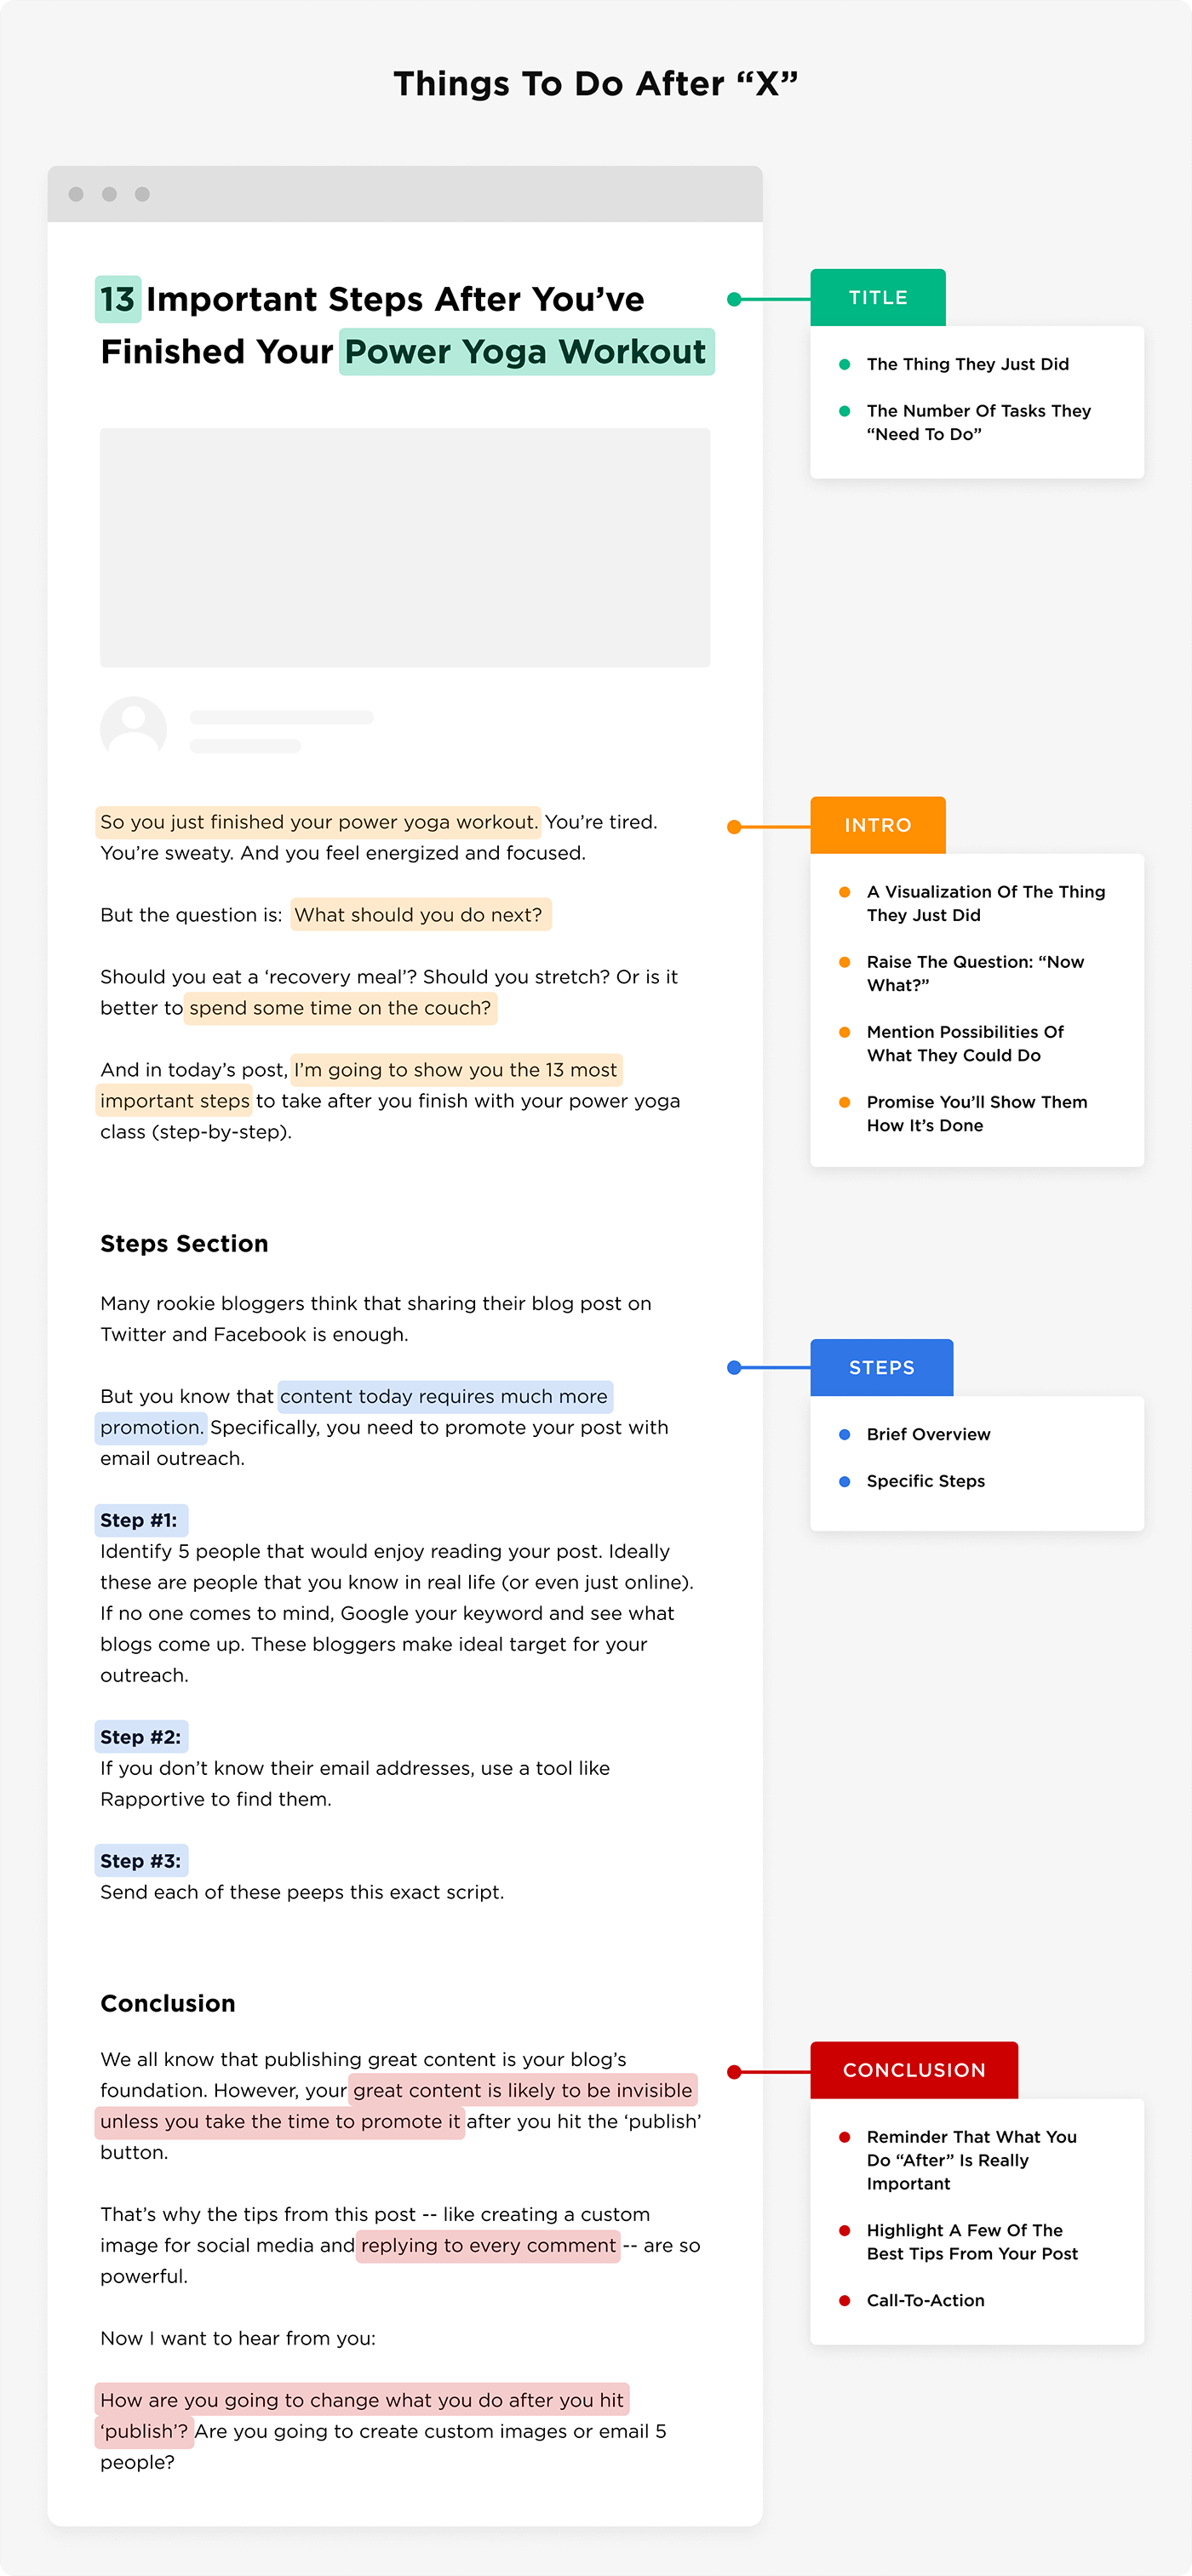 Things To Do After “X”
13 Important Steps After You’ve
Finished Your Power Yoga Workout
TITLE
The Thing They Just Did
The Number Of Tasks They
“Need To Do”
So you just finished your power yoga workout. You’re tired.
You’re sweaty. And you feel energized and focused.
But the question is: What should you do next?
Should you eat a ‘recovery meal’? Should you stretch? Or is it
better to spend some time on the couch?
And in today’s post, I’m going to show you the 13 most
important steps to take after you finish with your power yoga
class (step-by-step).
INTRO
A Visualization Of The Thing
They Just Did
Raise The Question: “Now
What?”
Mention Possibilities Of
What They Could Do
Promise You’ll Show Them
How It’s Done
Steps Section
Many rookie bloggers think that sharing their blog post on
Twitter and Facebook is enough.
But you know that content today requires much more
promotion. Specifically, you need to promote your post with
email outreach.
Step #1:
Identify 5 people that would enjoy reading your post. Ideally
these are people that you know in real life (or even just online).
If no one comes to mind, Google your keyword and see what
blogs come up. These bloggers make ideal target for your
outreach.
Step #2:
If you don’t know their email addresses, use a tool like
Rapportive to find them.
Step #3:
Send each of these peeps this exact script.
STEPS
Brief Overview
Specific Steps
Conclusion
We all know that publishing great content is your blog’s
foundation. However, your great content is likely to be invisible
unless you take the time to promote it after you hit the ‘publish’
button.
That’s why the tips from this post -- like creating a custom
image for social media and replying to every comment -- are so
powerful.
Now I want to hear from you:
How are you going to change what you do after you hit
‘publish’? Are you going to create custom images or email 5
people?
CONCLUSION
Reminder That What You
Do “After” Is Really
Important
Highlight A Few Of The
Best Tips From Your Post
Call-To-Action